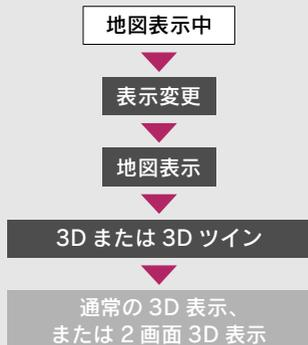 地図表示中
表示変更
地図表示
3D または 3D ツイン
通常の 3D 表示、
または 2 画面 3D 表示